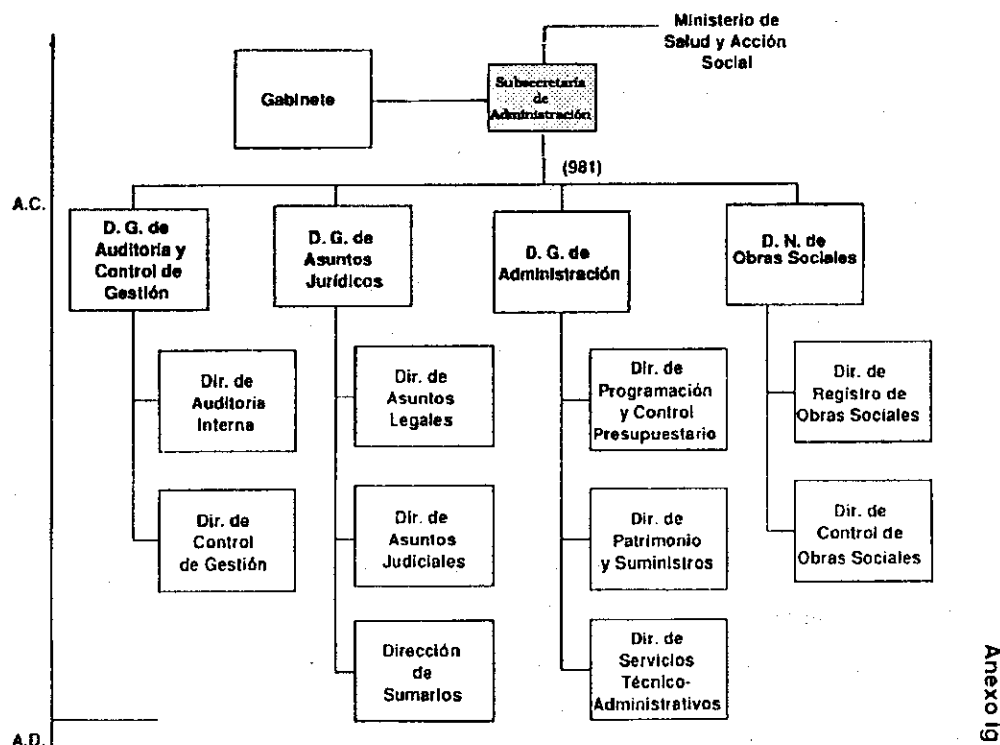 Ministerio de
Salud y Acción
Social
Gabinete
Subsecretaría
de
Administración
(981)
A.C.
D. G. de
Auditoría y
Control de
Gestión
D. G. de
Asuntos
Jurídicos
D. G. de
Administración
D. N. de
Obras Sociales
Dir. de
Auditoria
Interna
Dir. de
Asuntos
Legales
Dir. de
Programación
y Control
Presupuestario
Dir. de
Registro de
Obras Sociales
Dir. de
Control
de Gestión
Dir. de
Asuntos
Judiciales
Dir. de
Patrimonio
y Suministros
Dir. de
Control de
Obras Sociales
Dirección
de
Sumarios
Dir. de
Servicios
Técnico-
Administrativos
A.D.
Anexo Ig